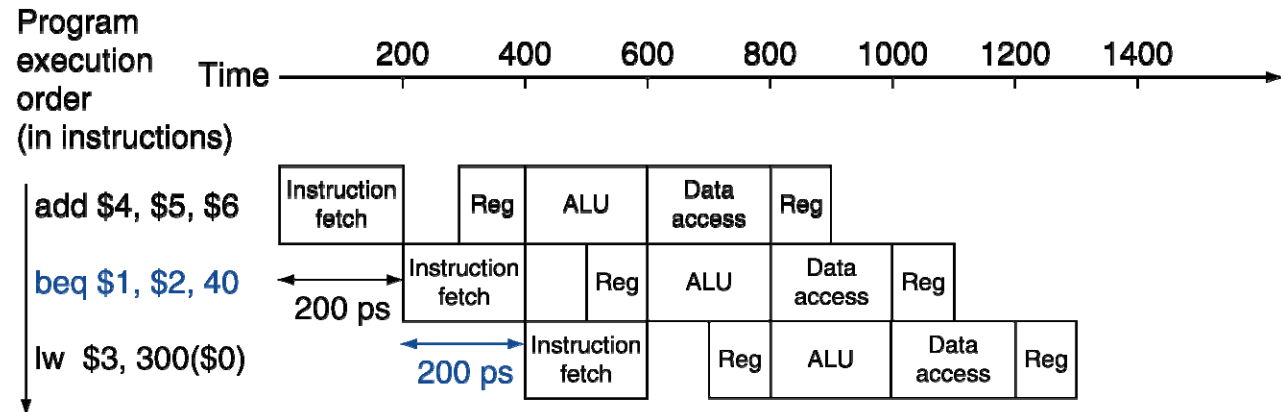 Program
execution
order
(in instructions)
Time
200 400 600 800 1000 1200 1400
add $4, $5, $6
Instruction
fetch
Reg
ALU
Data
access
Reg
beq $1, $2, 40
200 ps
Instruction
fetch
Reg
ALU
Data
access
Reg
lw $3, 300($0)
200 ps
Instruction
fetch
Reg
ALU
Data
access
Reg